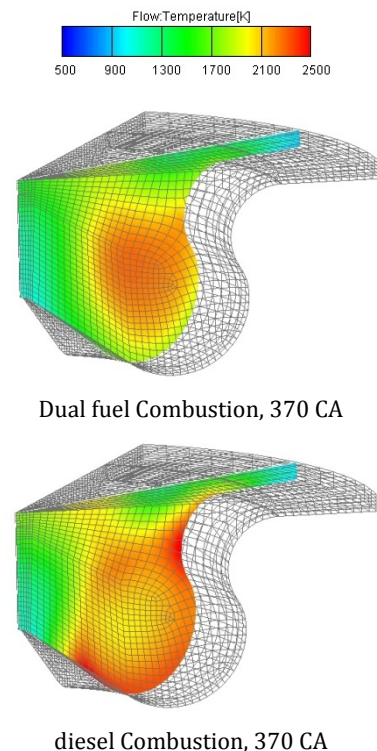 Flow:Temperature[K]
500 900 1300 1700 2100 2500
Dual fuel Combustion, 370 CA
diesel Combustion, 370 CA